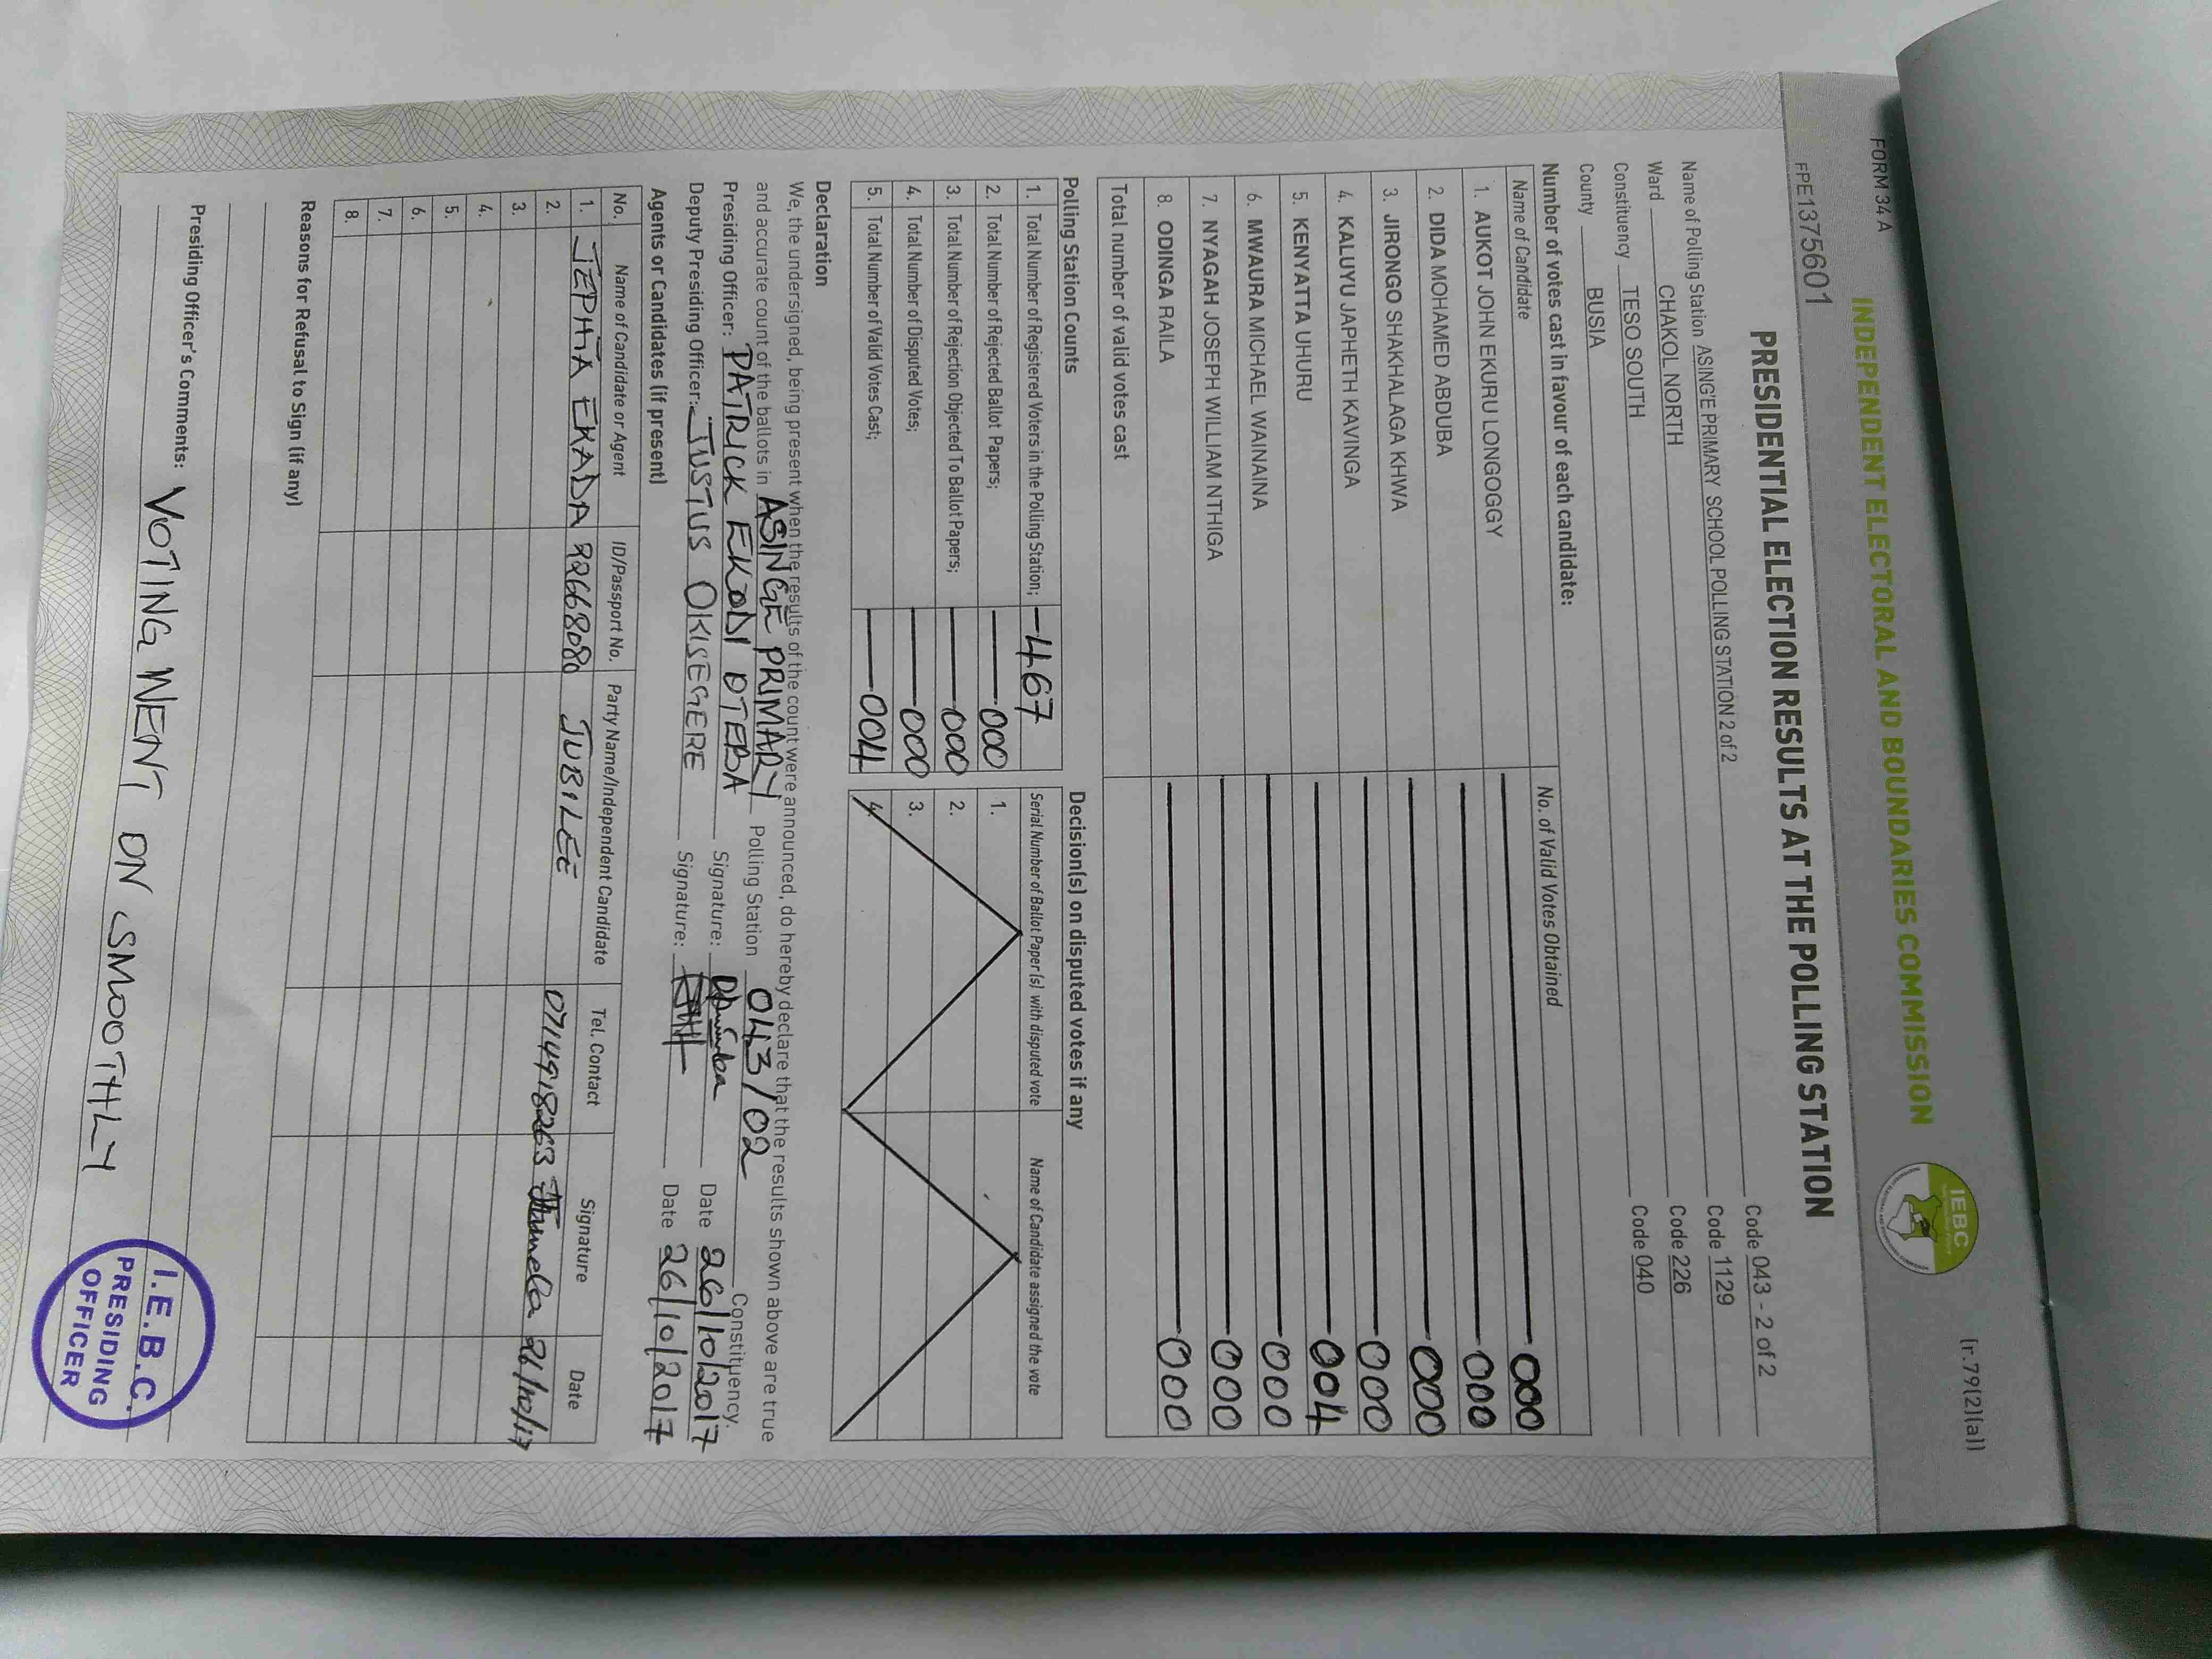 FORM 34 A
(r.79(2)(a))
INDEPENDENT ELECTORAL AND BOUNDARIES COMMISSION
IEBC
FPE1375601
PRESIDENTIAL ELECTION RESULTS AT THE POLLING STATION
Name of Polling Station ASING'E PRIMARY SCHOOL POLLING STATION 2 of 2 Code 043 - 2 of 2
Ward CHAKOL NORTH Code 1129
Constituency TESO SOUTH Code 226
County BUSIA Code 040
Number of votes cast in favour of each candidate:
Name of Candidate No. of Valid Votes Obtained
1. AUKOT JOHN EKURU LONGOGGY 000
2. DIDA MOHAMED ABDUBA 000
3. JIRONGO SHAKHALAGA KHWA 000
4. KALUYU JAPHETH KAVINGA 000
5. KENYATTA UHURU 004
6. MWAURA MICHAEL WAINAINA 000
7. NYAGAH JOSEPH WILLIAM NTHIGA 000
8. ODINGA RAILA 000
Total number of valid votes cast
Polling Station Counts
1. Total Number of Registered Voters in the Polling Station; 467
2. Total Number of Rejected Ballot Papers; 000
3. Total Number of Rejection Objected To Ballot Papers; 000
4. Total Number of Disputed Votes; 000
5. Total Number of Valid Votes Cast; 004
Decision(s) on disputed votes if any
Serial Number of Ballot Paper(s) with disputed vote Name of Candidate assigned the vote
1.
2.
3.
4.
Declaration
We, the undersigned, being present when the results of the count were announced, do hereby declare that the results shown above are true
and accurate count of the ballots in ASINGE PRIMARY Polling Station 043/02 Constituency.
Presiding Officer: PATRICK EKODI OTEBA Signature: Date 26/10/2017
Deputy Presiding Officer: JUSTUS OKISEGERE Signature: Date 26/10/2017
Agents or Candidates (if present)
No. Name of Candidate or Agent ID/Passport No. Party Name/Independent Candidate Tel. Contact Signature Date
1. JEPHA EKADA 22668080 JUBILEE 0714918263 26/10/17
2.
3.
4.
5.
6.
7.
8.
Reasons for Refusal to Sign (if any)
Presiding Officer's Comments: VOTING WENT ON SMOOTHLY
I.E.B.C.
PRESIDING
OFFICER